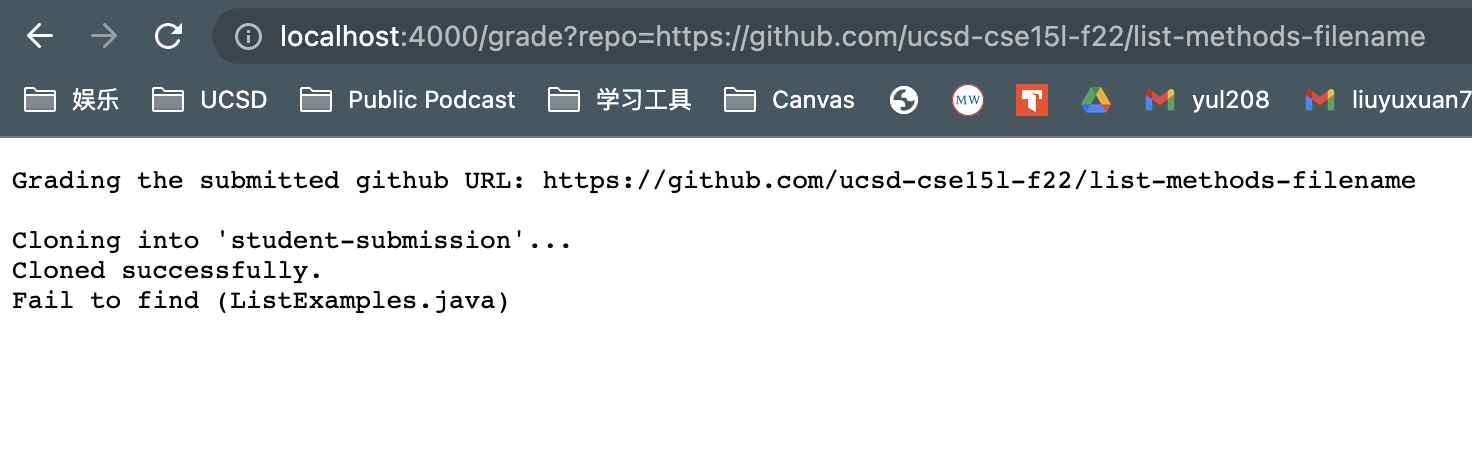 localhost:4000/grade?repo=https://github.com/ucsd-cse15l-f22/list-methods-filename
娱乐 UCSD Public Podcast 学习工具 Canvas MW yul208 liuyuxuan7
Grading the submitted github URL: https://github.com/ucsd-cse15l-f22/list-methods-filename
Cloning into 'student-submission'...
Cloned successfully.
Fail to find (ListExamples.java)